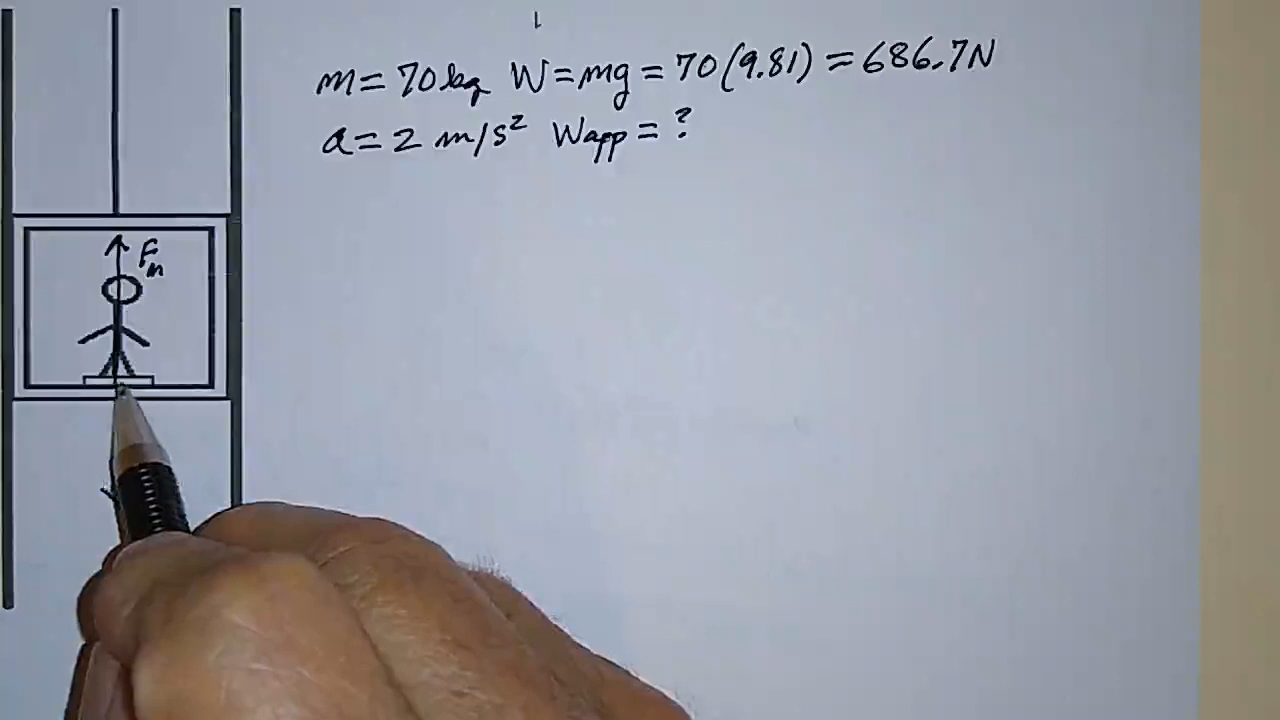 m = 70 kg W = mg = 70(9.81) = 686.7N
a = 2 m/s² Wapp = ?
Fn